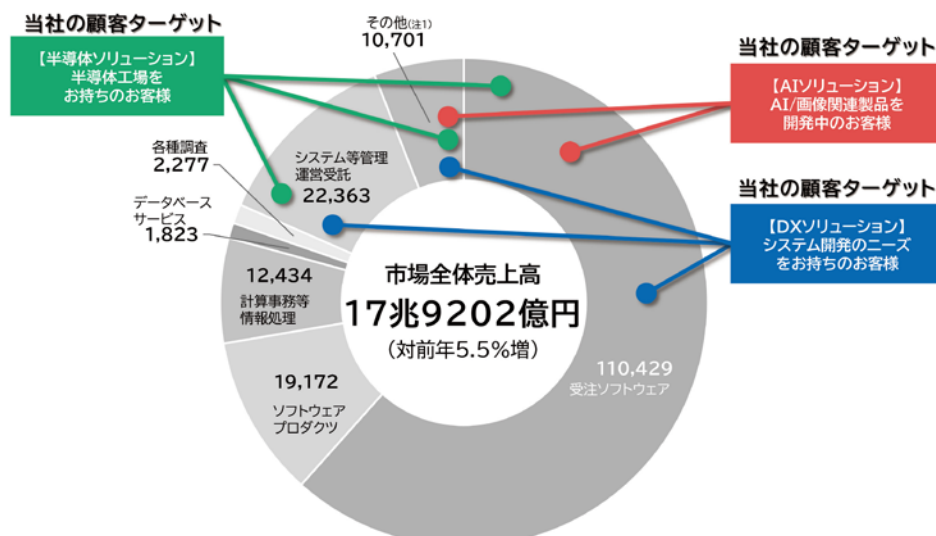 当社の顧客ターゲット
【半導体ソリューション】
半導体工場を
お持ちのお客様
その他(注1)
10,701
当社の顧客ターゲット
【AIソリューション】
AI/画像関連製品を
開発中のお客様
各種調査
2,277
システム等管理
運営受託
22,363
データベース
サービス
1,823
当社の顧客ターゲット
【DXソリューション】
システム開発のニーズ
をお持ちのお客様
12,434
計算事務等
情報処理
市場全体売上高
17兆9202億円
(対前年5.5%増)
110,429
受注ソフトウェア
19,172
ソフトウェア
プロダクツ